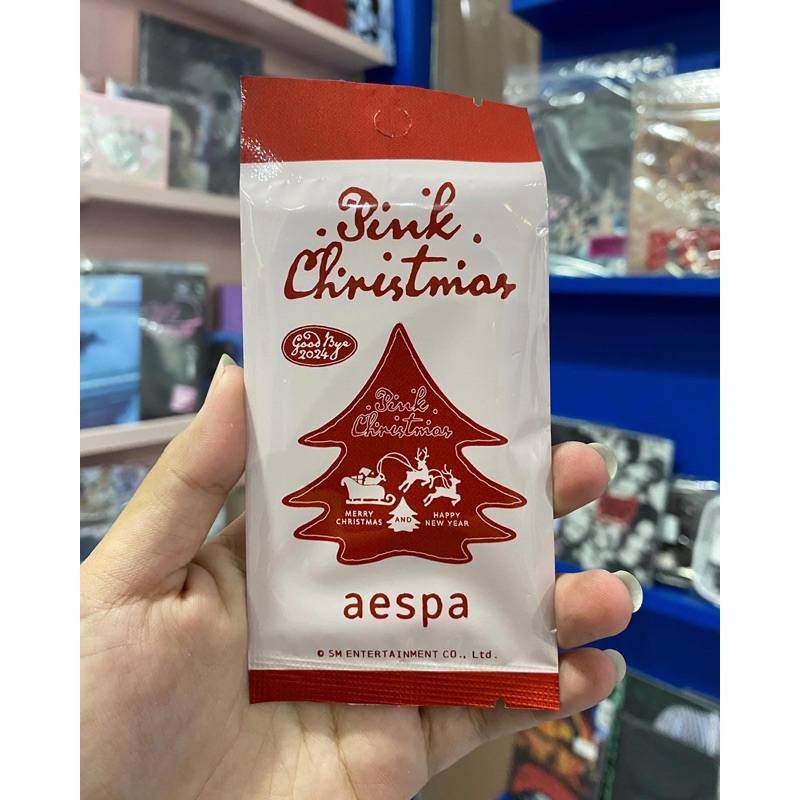 Pink
Christmas
Good Bye
2024
Pink
Christmas
MERRY
CHRISTMAS
AND
HAPPY
NEW YEAR
aespa
© SM ENTERTAINMENT CO., Ltd.